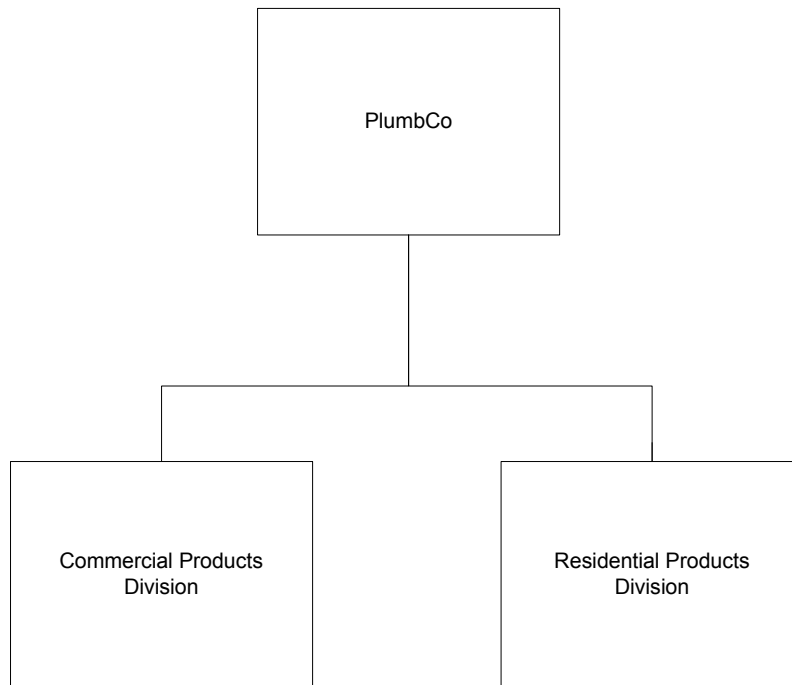 PlumbCo
Commercial Products
Division
Residential Products
Division